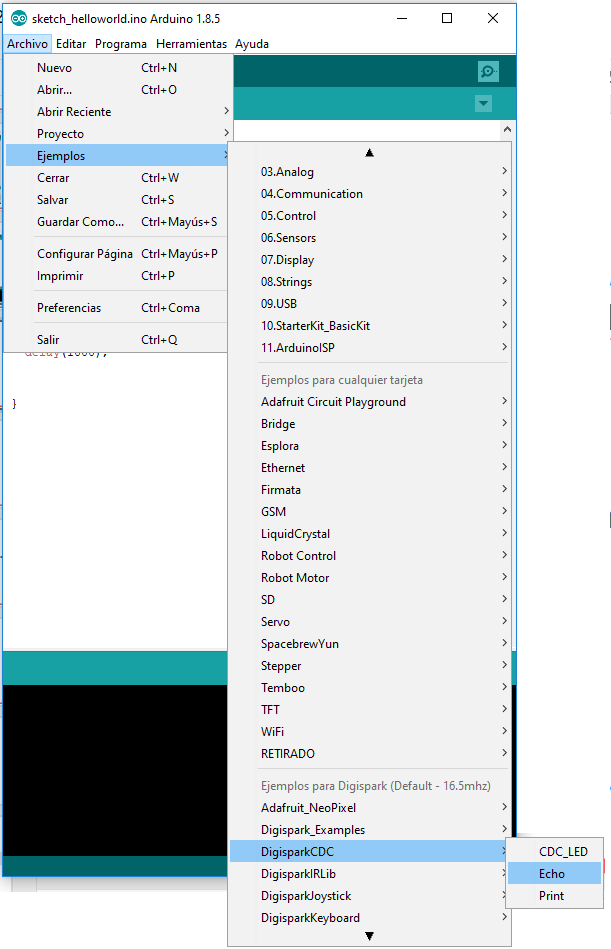 sketch_helloworld.ino Arduino 1.8.5
Archivo Editar Programa Herramientas Ayuda
Nuevo Ctrl+N
Abrir... Ctrl+O
Abrir Reciente
Proyecto
Ejemplos
Cerrar Ctrl+W
Salvar Ctrl+S
Guardar Como... Ctrl+Mayús+S
Configurar Página Ctrl+Mayús+P
Imprimir Ctrl+P
Preferencias Ctrl+Coma
Salir Ctrl+Q
delay(1000);
}
03.Analog
04.Communication
05.Control
06.Sensors
07.Display
08.Strings
09.USB
10.StarterKit_BasicKit
11.ArduinoISP
Ejemplos para cualquier tarjeta
Adafruit Circuit Playground
Bridge
Esplora
Ethernet
Firmata
GSM
LiquidCrystal
Robot Control
Robot Motor
SD
Servo
SpacebrewYun
Stepper
Temboo
TFT
WiFi
RETIRADO
Ejemplos para Digispark (Default - 16.5mhz)
Adafruit_NeoPixel
Digispark_Examples
DigisparkCDC
DigisparkIRLib
DigisparkJoystick
DigisparkKeyboard
CDC_LED
Echo
Print